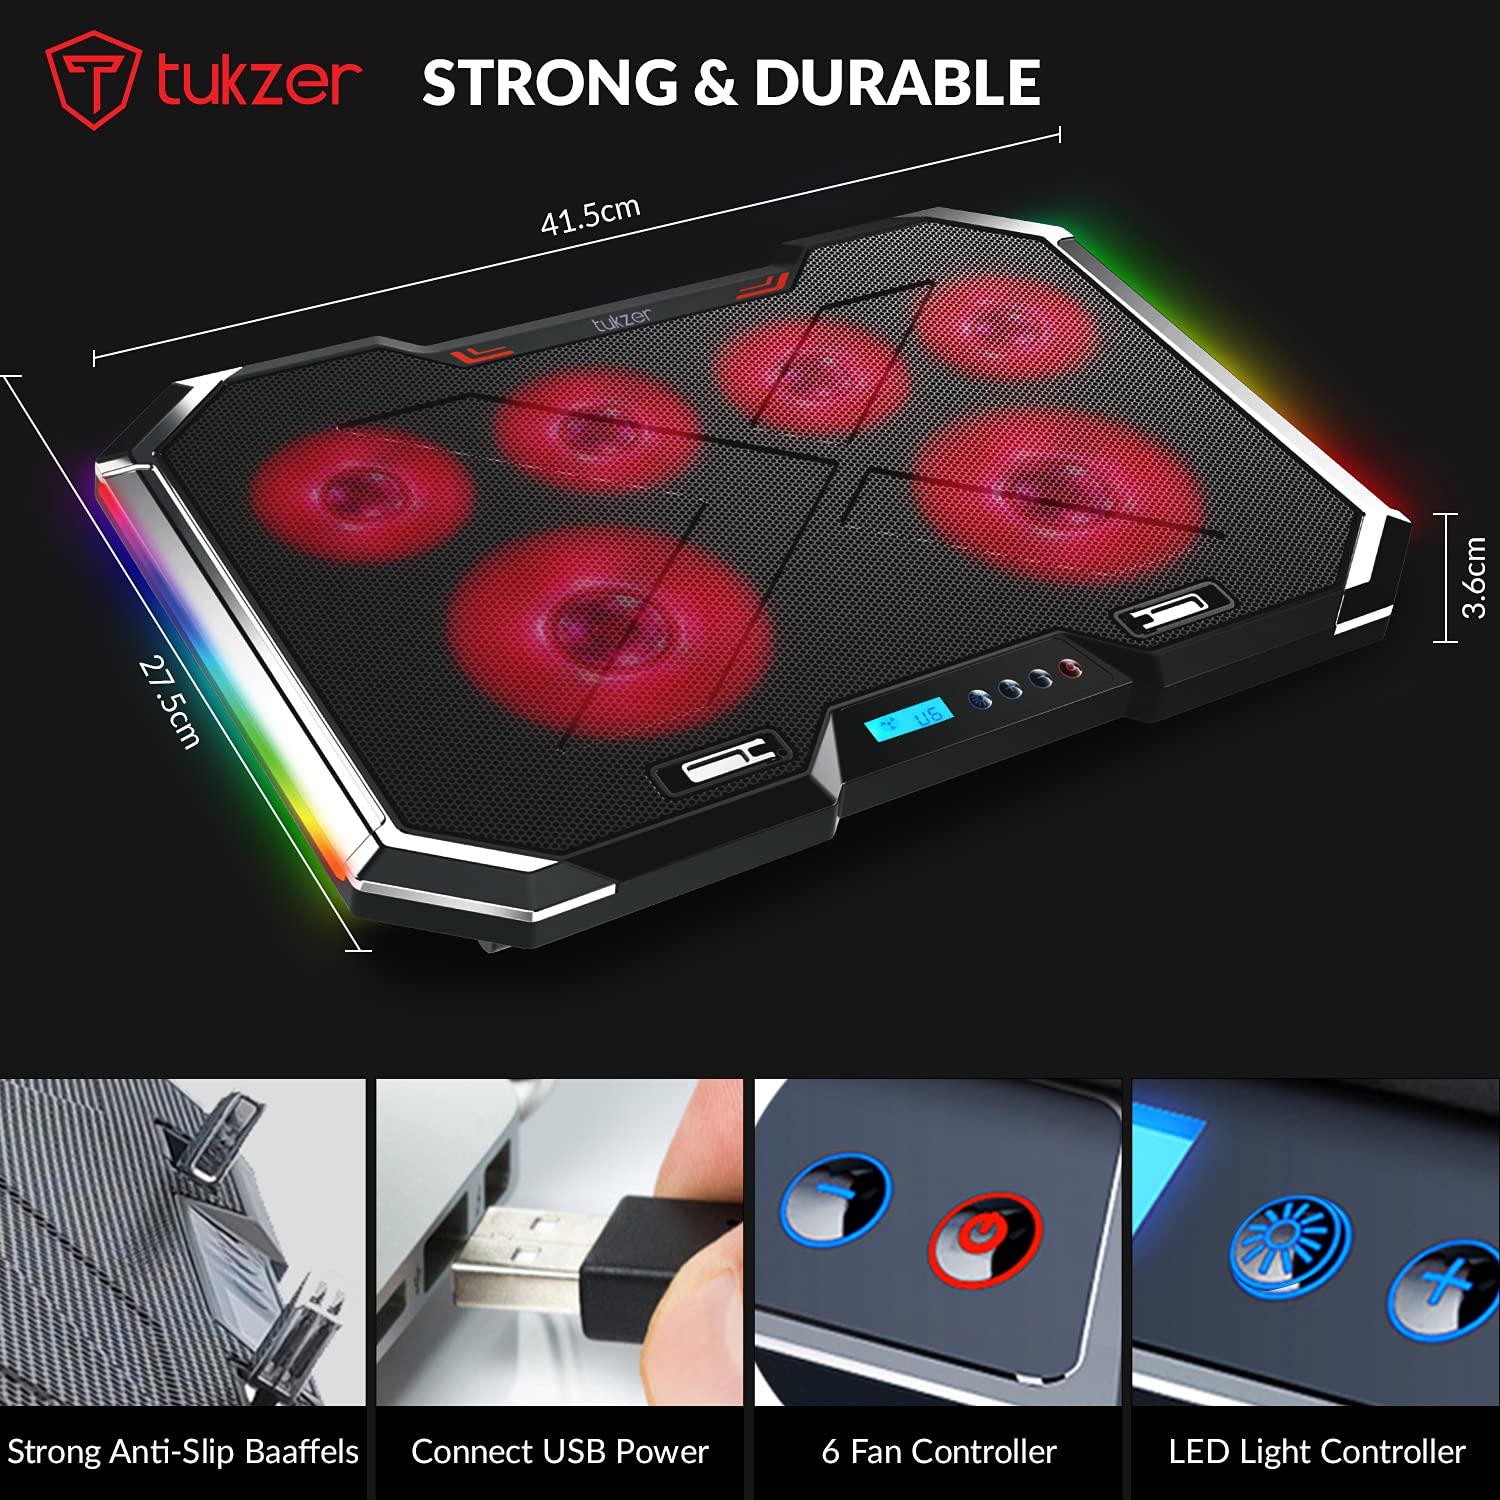 tukzer
STRONG & DURABLE
41.5cm
tukzer
27.5cm
3.6cm
Strong Anti-Slip Baaffels
Connect USB Power
6 Fan Controller
LED Light Controller